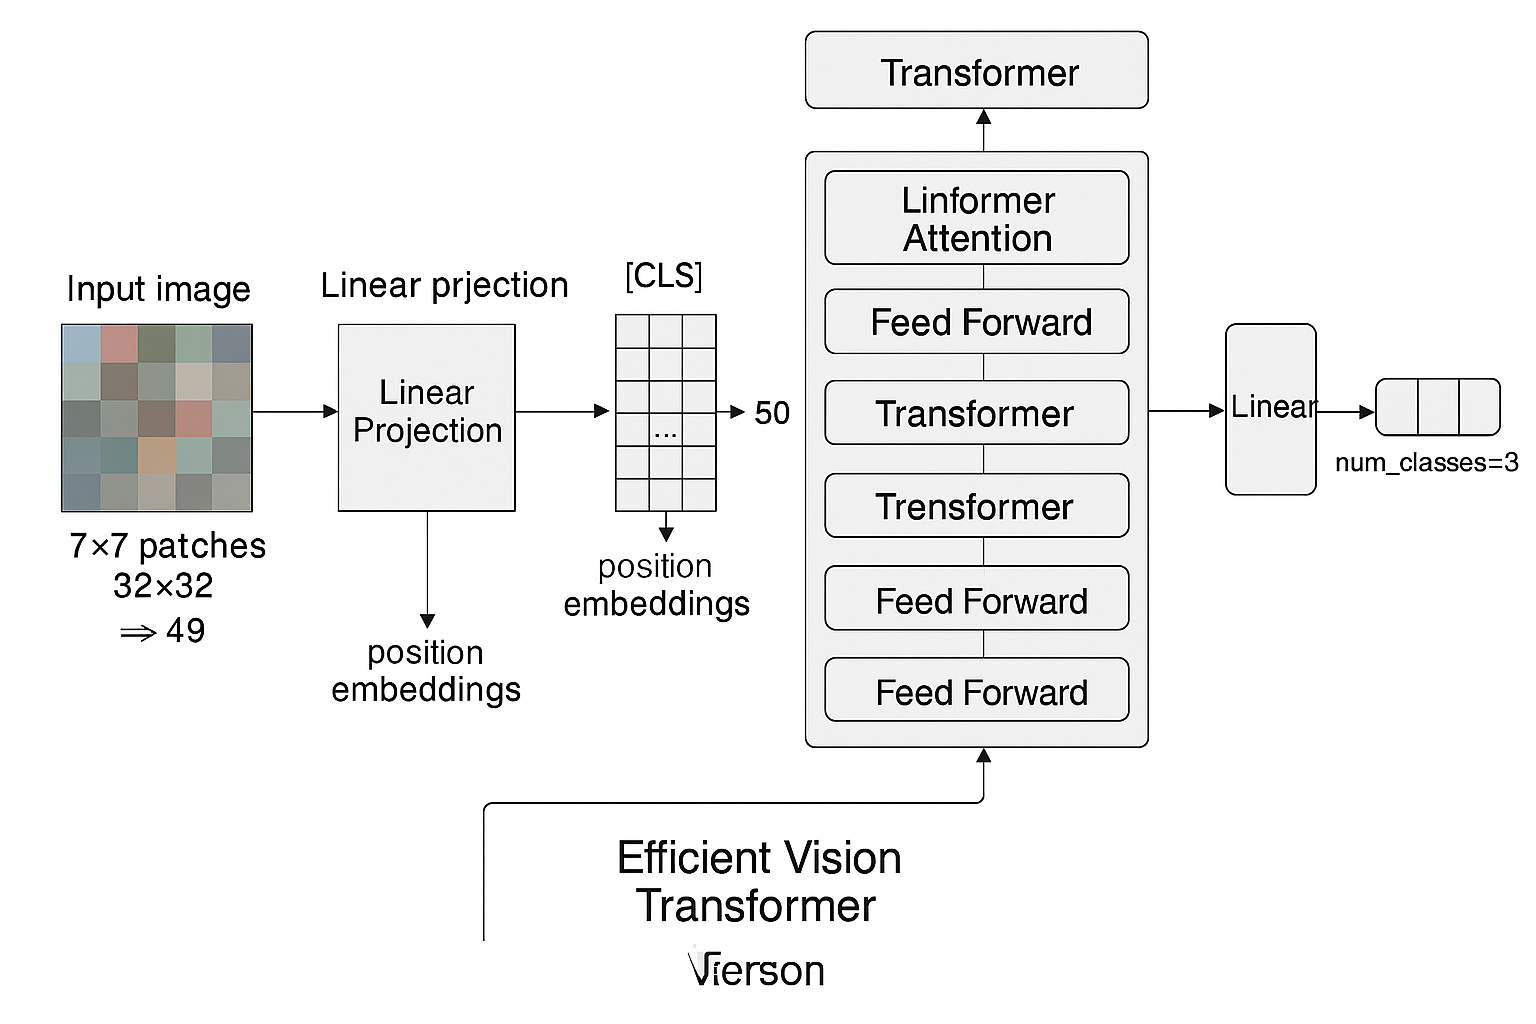 Input image
7×7 patches
32×32
⇒ 49
Linear prjection
Linear
Projection
position
embeddings
[CLS]
...
50
position
embeddings
Transformer
Linformer
Attention
Feed Forward
Transformer
Trensformer
Feed Forward
Feed Forward
Linear
num_classes=3
Efficient Vision
Transformer